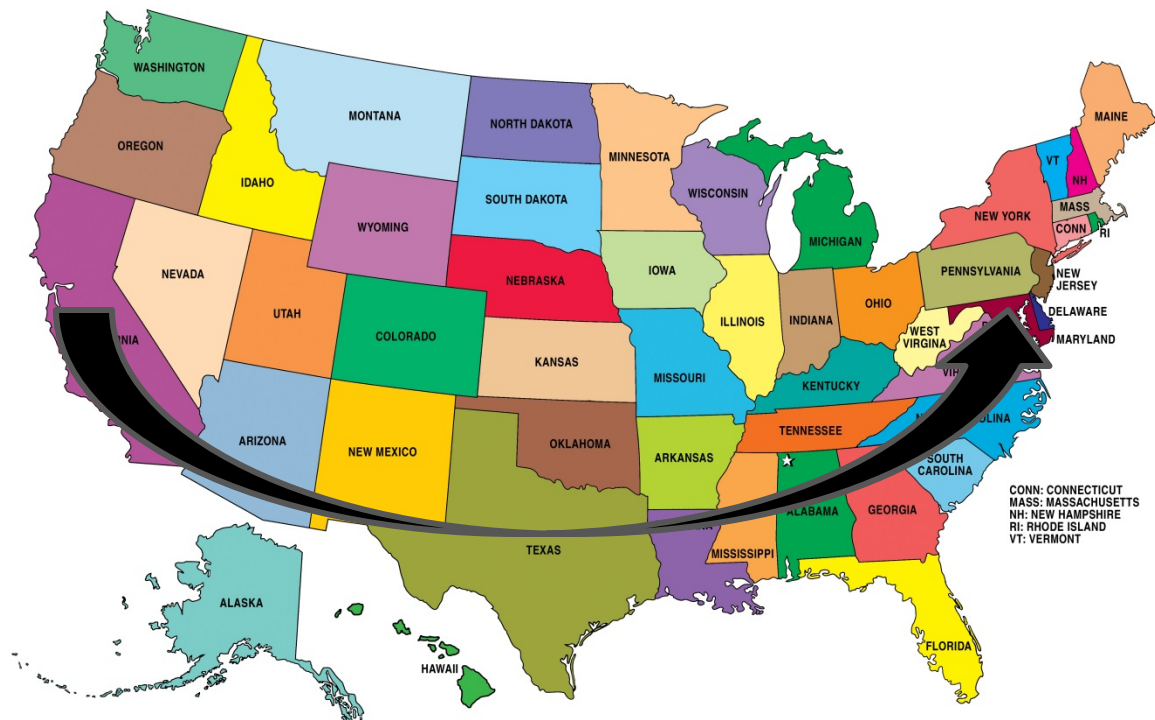 WASHINGTON
OREGON
IDAHO
MONTANA
NORTH DAKOTA
MINNESOTA
SOUTH DAKOTA
WYOMING
WISCONSIN
MICHIGAN
MAINE
VT
NH
NEW YORK
MASS
CONN
RI
NEVADA
UTAH
COLORADO
NEBRASKA
IOWA
ILLINOIS
INDIANA
OHIO
PENNSYLVANIA
NEW
JERSEY
DELAWARE
MARYLAND
WEST
VIRGINA
KANSAS
MISSOURI
KENTUCKY
ARIZONA
NEW MEXICO
OKLAHOMA
ARKANSAS
TENNESSEE
SOUTH
CAROLINA
TEXAS
MISSISSIPPI
ALABAMA
GEORGIA
FLORIDA
ALASKA
HAWAII
CONN: CONNECTICUT
MASS: MASSACHUSETTS
NH: NEW HAMPSHIRE
RI: RHODE ISLAND
VT: VERMONT